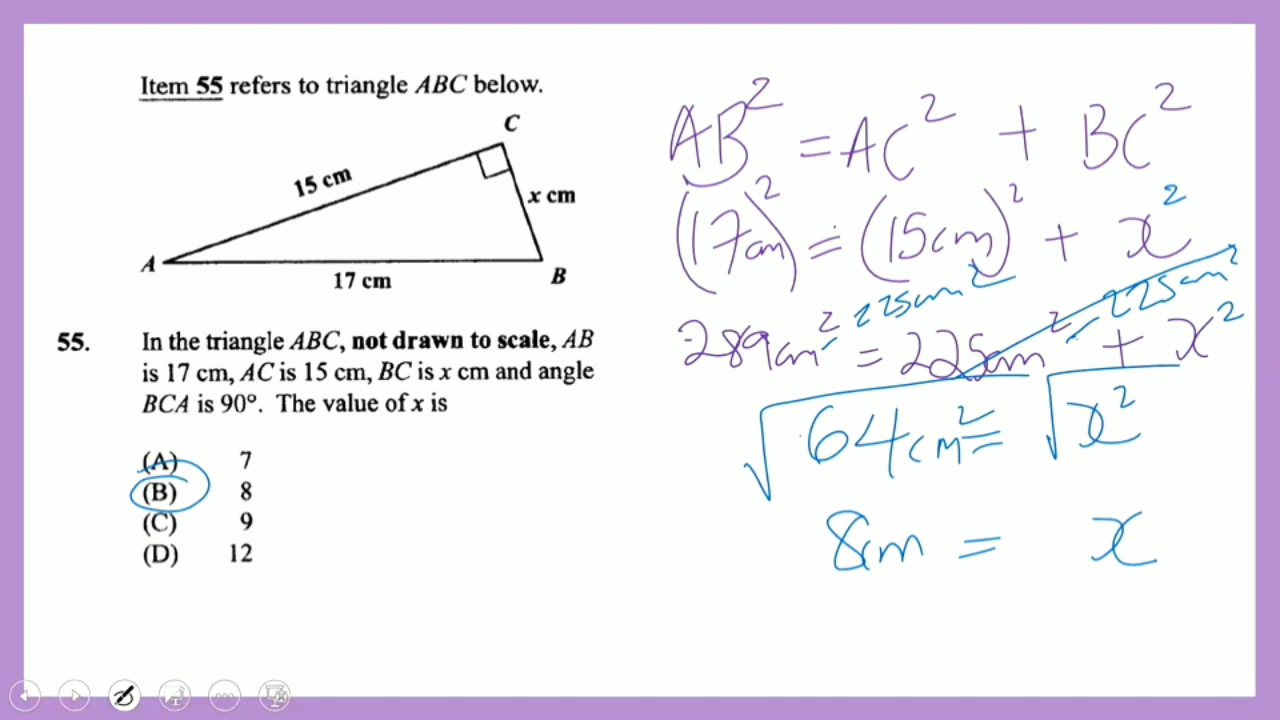 Item 55 refers to triangle ABC below.
C
15 cm
x cm
A
17 cm
B
55. In the triangle ABC, not drawn to scale, AB
is 17 cm, AC is 15 cm, BC is x cm and angle
BCA is 90°. The value of x is
(A) 7
(B) 8
(C) 9
(D) 12
AB² = AC² + BC²
(17cm)² = (15cm)² + x²
- 225cm² - 225cm²
289cm² = 225cm² + x²
√64cm² = √x²
8cm = x